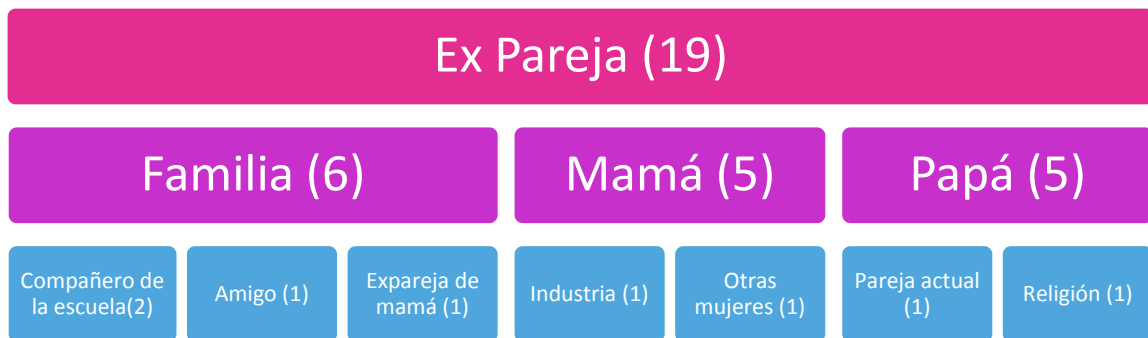 Ex Pareja (19)
Familia (6)
Mamá (5)
Papá (5)
Compañero de
la escuela(2)
Amigo (1)
Expareja de
mamá (1)
Industria (1)
Otras
mujeres (1)
Pareja actual
(1)
Religión (1)